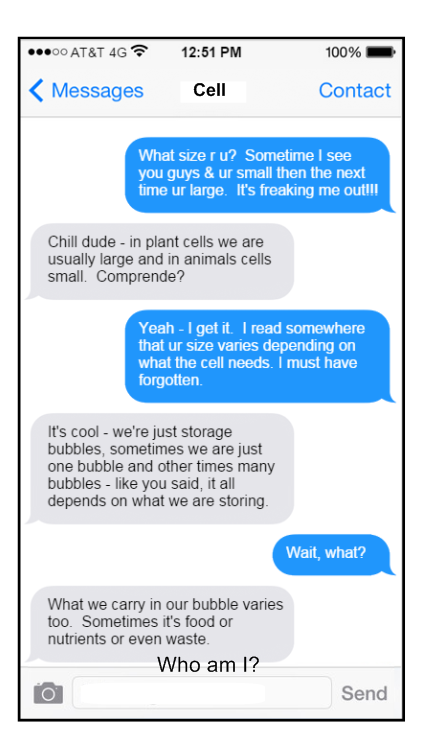 ●●●○○ AT&T 4G 12:51 PM 100%
Messages Cell Contact
What size r u? Sometime I see
you guys & ur small then the next
time ur large. It's freaking me out!!!
Chill dude - in plant cells we are
usually large and in animals cells
small. Comprende?
Yeah - I get it. I read somewhere
that ur size varies depending on
what the cell needs. I must have
forgotten.
It's cool - we're just storage
bubbles, sometimes we are just
one bubble and other times many
bubbles - like you said, it all
depends on what we are storing.
Wait, what?
What we carry in our bubble varies
too. Sometimes it's food or
nutrients or even waste.
Who am I?
Send